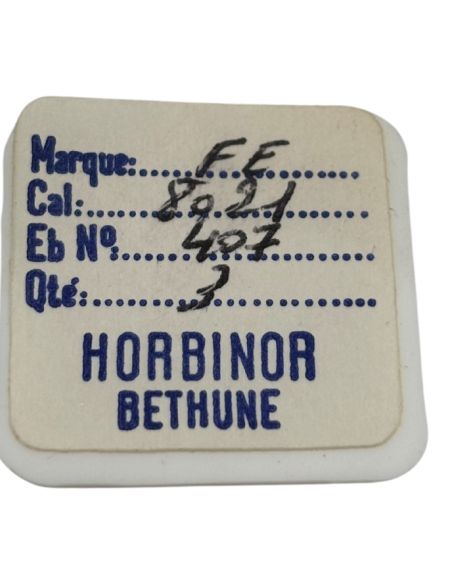 Marque: FE
Cal: 8021
Eb Nº: 407
Qté: 3
HORBINOR
BETHUNE